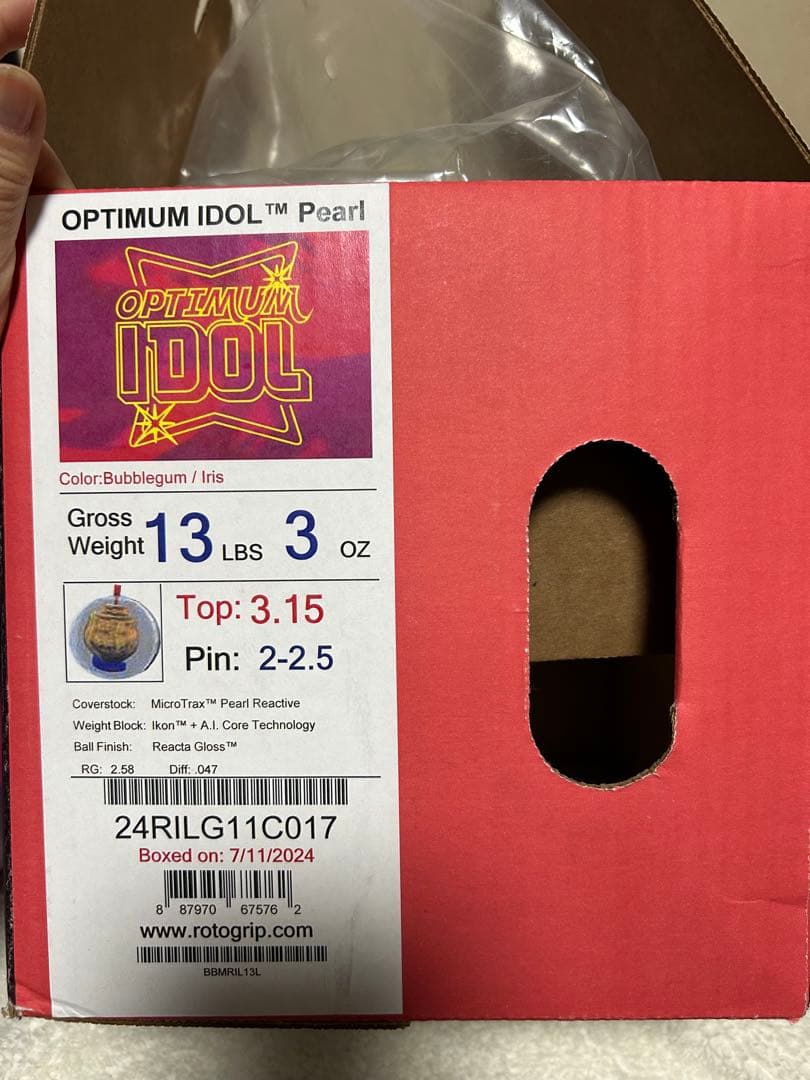 OPTIMUM IDOL™ Pearl
OPTIMUM
IDOL
Color:Bubblegum / Iris
Gross Weight 13 LBS 3 OZ
Top: 3.15
Pin: 2-2.5
Coverstock: MicroTrax™ Pearl Reactive
Weight Block: Ikon™ + A.I. Core Technology
Ball Finish: Reacta Gloss™
RG: 2.58 Diff: .047
24RILG11C017
Boxed on: 7/11/2024
8 87970 67576 2
www.rotogrip.com
BBMRIL13L